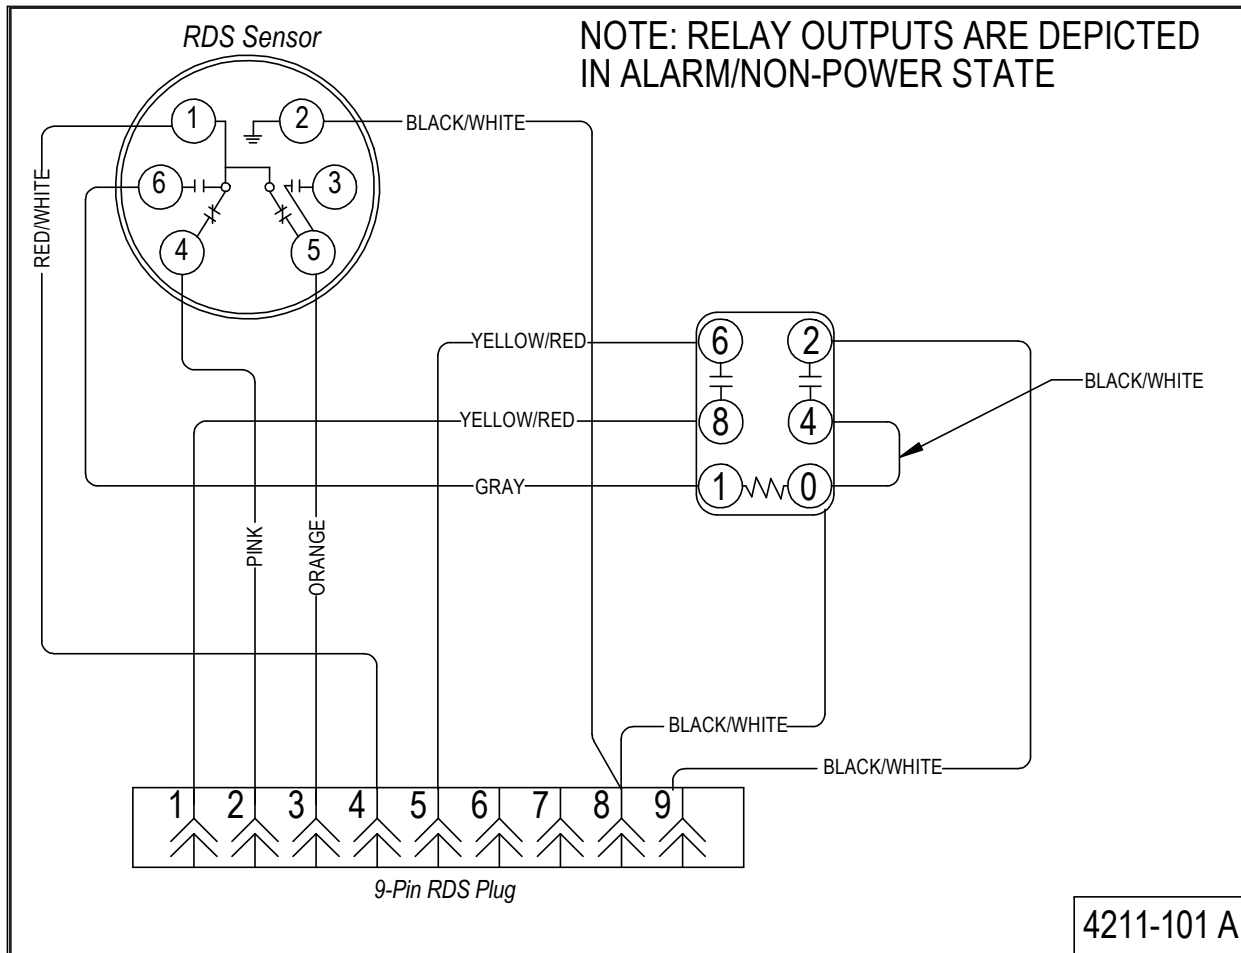 RDS Sensor
NOTE: RELAY OUTPUTS ARE DEPICTED
IN ALARM/NON-POWER STATE
1
2
BLACK/WHITE
6
3
RED/WHITE
4
5
YELLOW/RED
6
2
BLACK/WHITE
YELLOW/RED
8
4
GRAY
1
0
PINK
ORANGE
BLACK/WHITE
BLACK/WHITE
1 2 3 4 5 6 7 8 9
9-Pin RDS Plug
4211-101 A